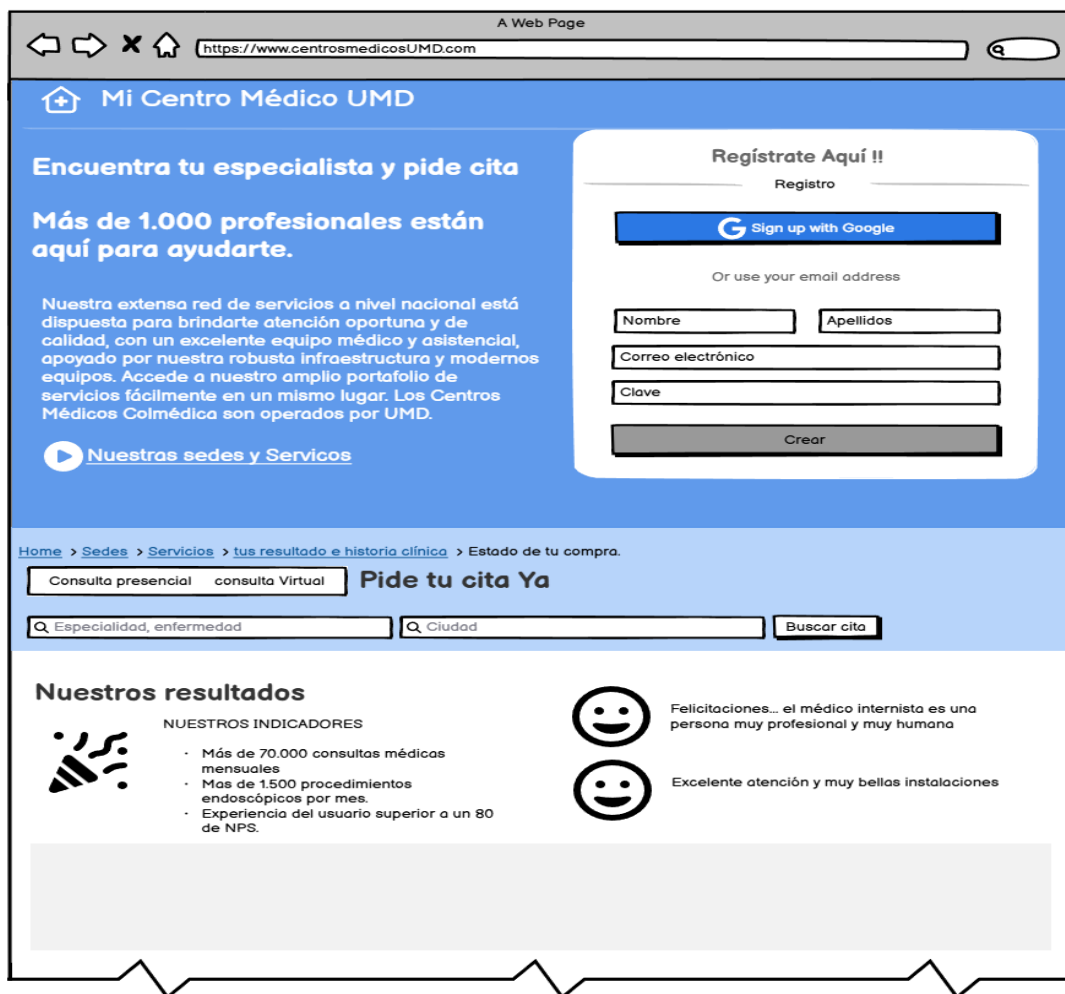 A Web Page
https://www.centrosmedicosUMD.com
Mi Centro Médico UMD
Encuentra tu especialista y pide cita
Más de 1.000 profesionales están
aquí para ayudarte.
Nuestra extensa red de servicios a nivel nacional está
dispuesta para brindarte atención oportuna y de
calidad, con un excelente equipo médico y asistencial,
apoyado por nuestra robusta infraestructura y modernos
equipos. Accede a nuestro amplio portafolio de
servicios fácilmente en un mismo lugar. Los Centros
Médicos Colmédica son operados por UMD.
Nuestras sedes y Servicos
Regístrate Aquí !!
Registro
G Sign up with Google
Or use your email address
Nombre Apellidos
Correo electrónico
Clave
Crear
Home > Sedes > Servicios > tus resultado e historia clínica > Estado de tu compra.
Consulta presencial consulta Virtual Pide tu cita Ya
Especialidad, enfermedad Ciudad Buscar cita
Nuestros resultados
NUESTROS INDICADORES
· Más de 70.000 consultas médicas
mensuales
· Mas de 1.500 procedimientos
endoscópicos por mes.
· Experiencia del usuario superior a un 80
de NPS.
Felicitaciones... el médico internista es una
persona muy profesional y muy humana
Excelente atención y muy bellas instalaciones